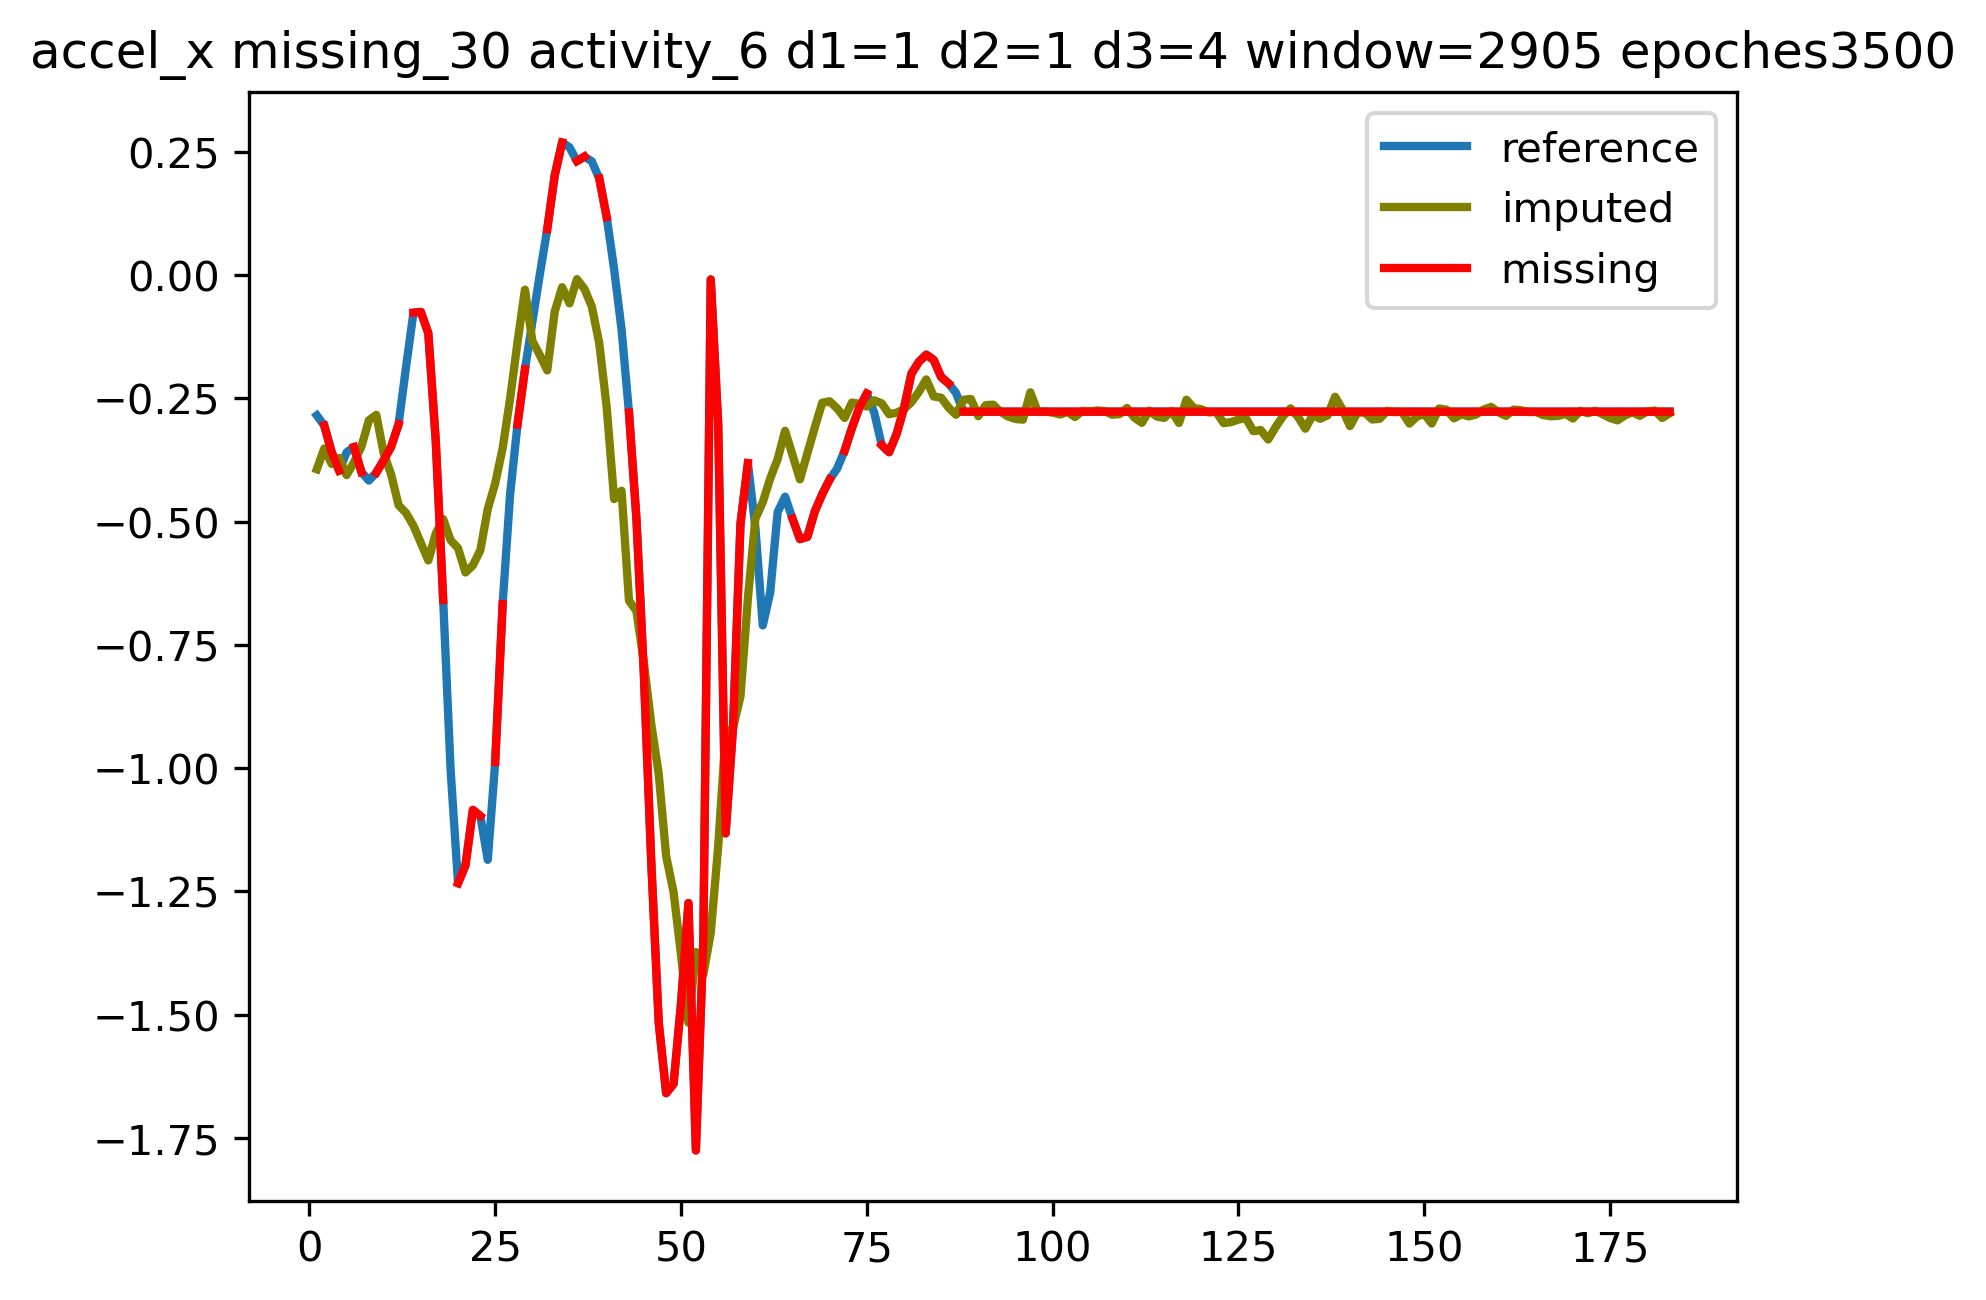 accel_x missing_30 activity_6 d1=1 d2=1 d3=4 window=2905 epoches3500
reference
imputed
missing
0.25
0.00
−0.25
−0.50
−0.75
−1.00
−1.25
−1.50
−1.75
0 25 50 75 100 125 150 175